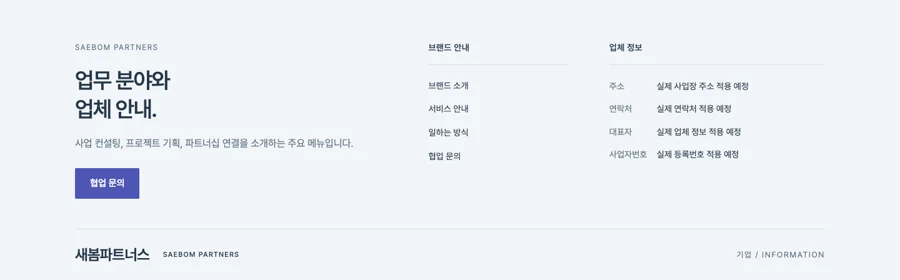 SAEBOM PARTNERS
업무 분야와
업체 안내.
사업 컨설팅, 프로젝트 기획, 파트너십 연결을 소개하는 주요 메뉴입니다.
협업 문의
브랜드 안내
브랜드 소개
서비스 안내
일하는 방식
협업 문의
업체 정보
주소 실제 사업장 주소 적용 예정
연락처 실제 연락처 적용 예정
대표자 실제 업체 정보 적용 예정
사업자번호 실제 등록번호 적용 예정
새봄파트너스 SAEBOM PARTNERS
기업 / INFORMATION